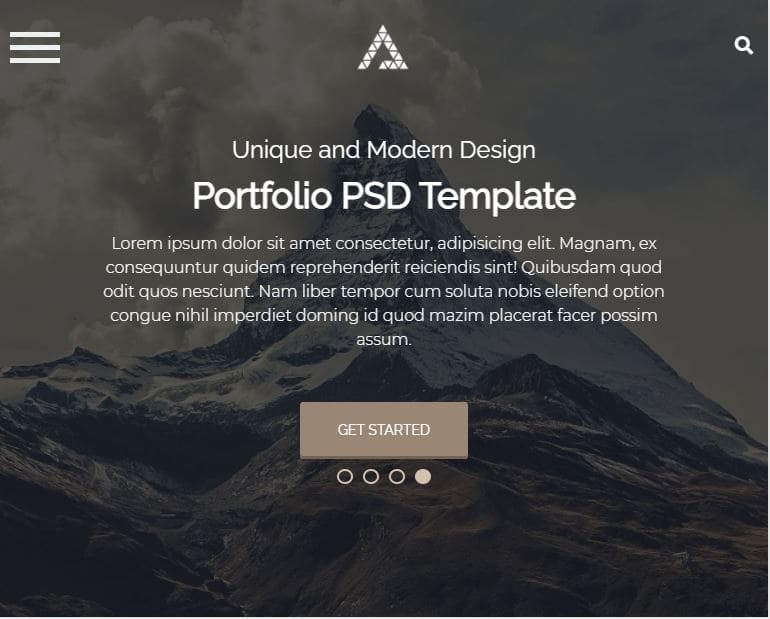 Unique and Modern Design
Portfolio PSD Template
Lorem ipsum dolor sit amet consectetur, adipisicing elit. Magnam, ex
consequuntur quidem reprehenderit reiciendis sint! Quibusdam quod
odit quos nesciunt. Nam liber tempor cum soluta nobis eleifend option
congue nihil imperdiet doming id quod mazim placerat facer possim
assum.
GET STARTED